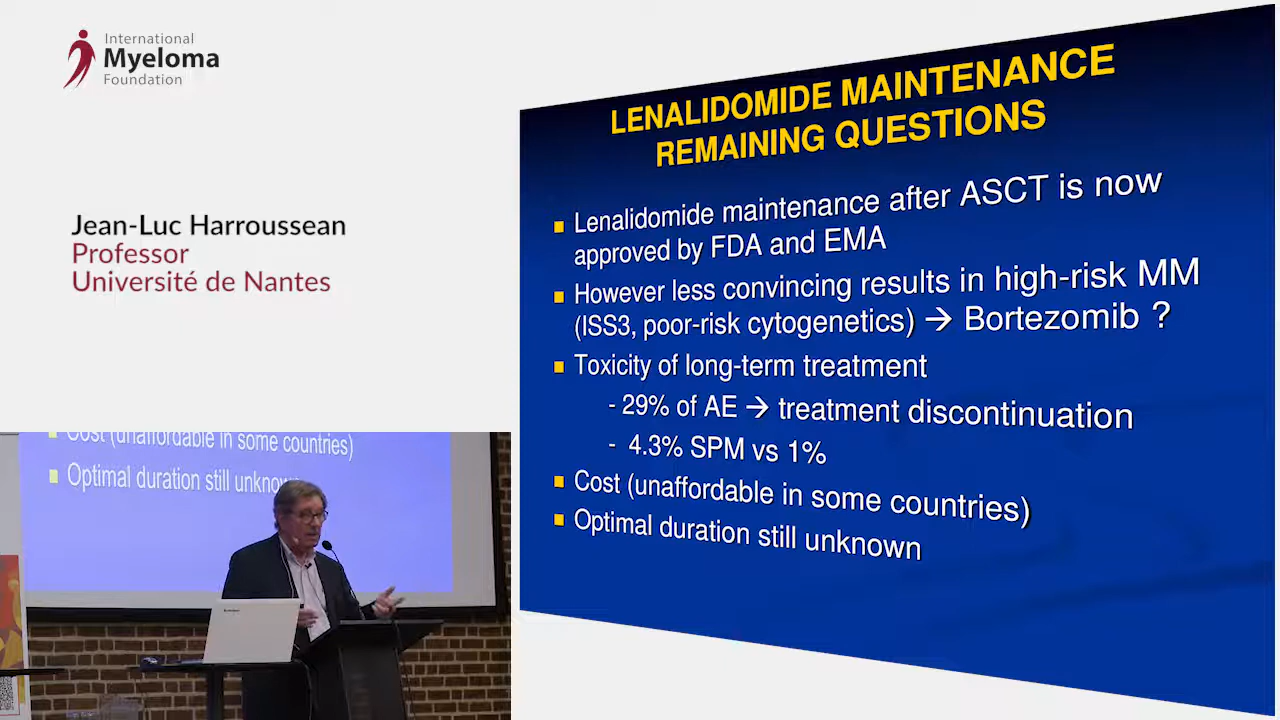 International
Myeloma
Foundation
Jean-Luc Harroussean
Professor
Université de Nantes
LENALIDOMIDE MAINTENANCE
REMAINING QUESTIONS
Lenalidomide maintenance after ASCT is now
approved by FDA and EMA
However less convincing results in high-risk MM
(ISS3, poor-risk cytogenetics) → Bortezomib ?
Toxicity of long-term treatment
- 29% of AE → treatment discontinuation
- 4.3% SPM vs 1%
Cost (unaffordable in some countries)
Optimal duration still unknown
Cost (unaffordable in some countries)
Optimal duration still unknow